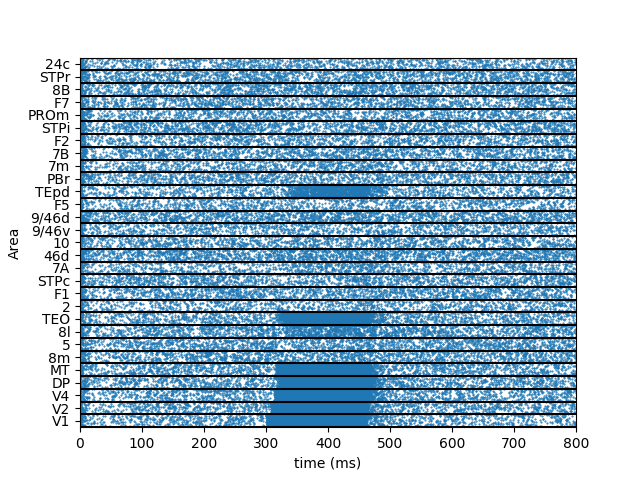 24c
STPr
8B
F7
PROm
STPi
F2
7B
7m
PBr
TEpd
F5
9/46d
9/46v
10
46d
7A
STPc
F1
2
TEO
8l
5
8m
MT
DP
V4
V2
V1
Area
0 100 200 300 400 500 600 700 800
time (ms)